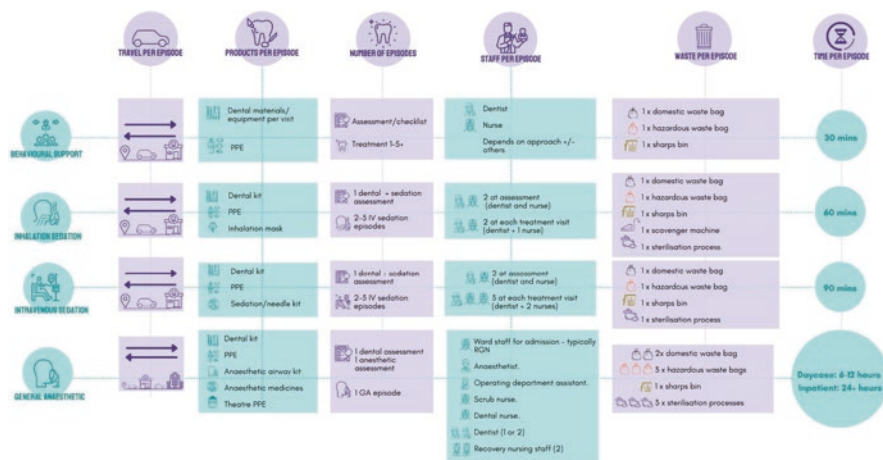 TRAVEL PER EPISODE
PRODUCTS PER EPISODE
NUMBER OF EPISODES
STAFF PER EPISODE
WASTE PER EPISODE
TIME PER EPISODE
BEHAVIOURAL SUPPORT
Dental materials/
equipment per visit
PPE
Assessment/checklist
Treatment 1-5+
Dentist
Nurse
Depends on approach +/-
others
1 x domestic waste bag
1 x hazardous waste bag
1 x sharps bin
30 mins
INHALATION SEDATION
Dental kit
PPE
Inhalation mask
1 dental + sedation
assessment
2-5 IV sedation
episodes
2 at assessment
(dentist and nurse)
2 at each treatment visit
(dentist + 1 nurse)
1 x domestic waste bag
1 x hazardous waste bag
1 x sharps bin
1 x scavenger machine
1 x sterilisation process
60 mins
INTRAVENOUS SEDATION
Dental kit
PPE
Sedation/needle kit
1 dental + sedation
assessment
2-5 IV sedation
episodes
2 at assessment
(dentist and nurse)
3 at each treatment visit
(dentist + 2 nurses)
1 x domestic waste bag
1 x hazardous waste bag
1 x sharps bin
1 x sterilisation process
90 mins
GENERAL ANAESTHETIC
Dental kit
PPE
Anaesthetic airway kit
Anaesthetic medicines
Theatre PPE
1 dental assessment
1 anesthetic
assessment
1 GA episode
Ward staff for admission - typically
RGN
Anaesthetist.
Operating department assistant.
Scrub nurse.
Dental nurse.
Dentist (1 or 2)
Recovery nursing staff (2)
2x domestic waste bag
3 x hazardous waste bags
1 x sharps bin
3 x sterilisation processes
Daycase: 6-12 hours
Inpatient: 24+ hours